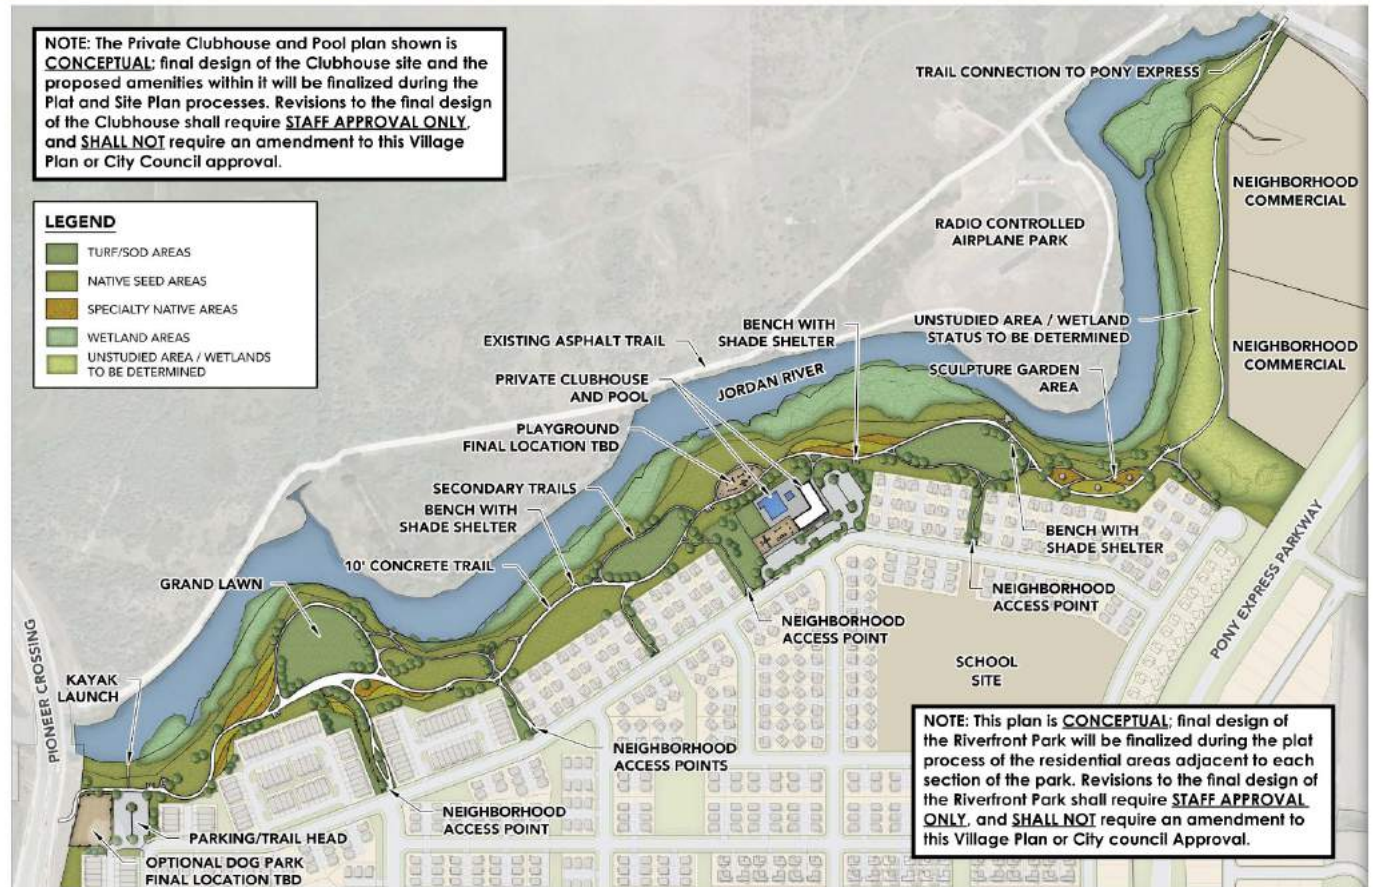 NOTE: The Private Clubhouse and Pool plan shown is
CONCEPTUAL; final design of the Clubhouse site and the
proposed amenities within it will be finalized during the
Plat and Site Plan processes. Revisions to the final design
of the Clubhouse shall require STAFF APPROVAL ONLY,
and SHALL NOT require an amendment to this Village
Plan or City Council approval.
LEGEND
TURF/SOD AREAS
NATIVE SEED AREAS
SPECIALTY NATIVE AREAS
WETLAND AREAS
UNSTUDIED AREA / WETLANDS
TO BE DETERMINED
TRAIL CONNECTION TO PONY EXPRESS
NEIGHBORHOOD
COMMERCIAL
RADIO CONTROLLED
AIRPLANE PARK
UNSTUDIED AREA / WETLAND
STATUS TO BE DETERMINED
BENCH WITH
SHADE SHELTER
EXISTING ASPHALT TRAIL
NEIGHBORHOOD
COMMERCIAL
SCULPTURE GARDEN
AREA
PRIVATE CLUBHOUSE
AND POOL
JORDAN RIVER
PLAYGROUND
FINAL LOCATION TBD
SECONDARY TRAILS
BENCH WITH
SHADE SHELTER
BENCH WITH
SHADE SHELTER
10' CONCRETE TRAIL
GRAND LAWN
NEIGHBORHOOD
ACCESS POINT
NEIGHBORHOOD
ACCESS POINT
PONY EXPRESS PARKWAY
SCHOOL
SITE
KAYAK
LAUNCH
PIONEER CROSSING
NEIGHBORHOOD
ACCESS POINTS
NEIGHBORHOOD
ACCESS POINT
PARKING/TRAIL HEAD
OPTIONAL DOG PARK
FINAL LOCATION TBD
NOTE: This plan is CONCEPTUAL; final design of
the Riverfront Park will be finalized during the plat
process of the residential areas adjacent to each
section of the park. Revisions to the final design of
the Riverfront Park shall require STAFF APPROVAL
ONLY, and SHALL NOT require an amendment to
this Village Plan or City council Approval.